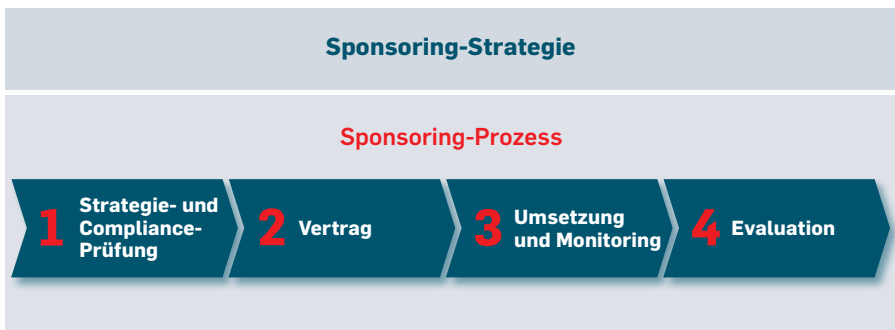 Sponsoring-Strategie
Sponsoring-Prozess
1
Strategie- und
Compliance-
Prüfung
2
Vertrag
3
Umsetzung
und Monitoring
4
Evaluation